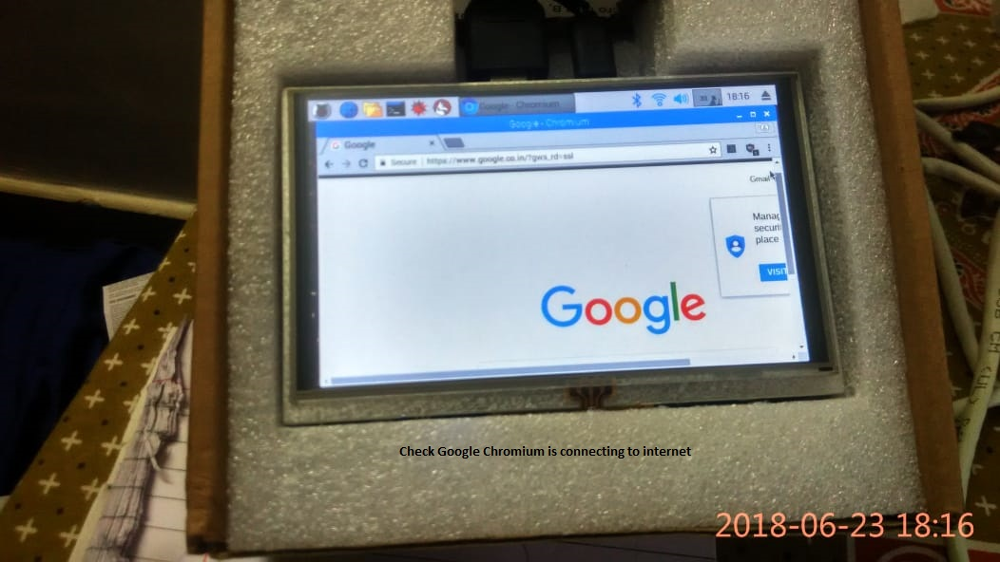 Google - Chromium
18:16
Google - Chromium
Google
Secure
https://www.google.co.in/?gws_rd=ssl
Gmail
Manag
securi
place
VISIT
Google
Check Google Chromium is connecting to internet
2018-06-23 18:16